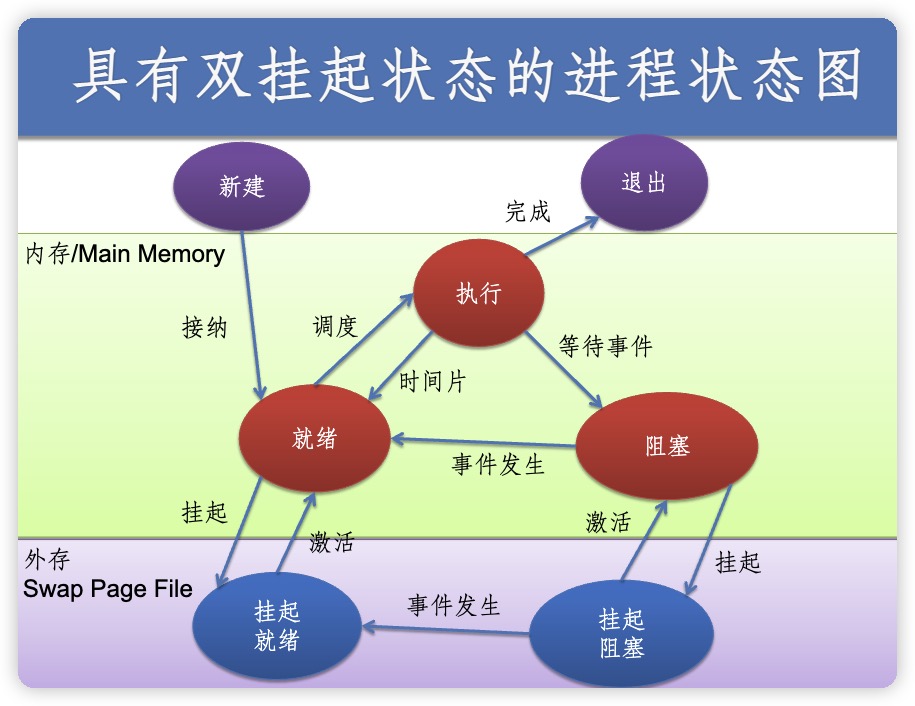 具有双挂起状态的进程状态图
新建
退出
完成
内存/Main Memory
执行
接纳
调度
等待事件
时间片
就绪
阻塞
事件发生
挂起
激活
激活
挂起
外存
Swap Page File
挂起
就绪
事件发生
挂起
阻塞